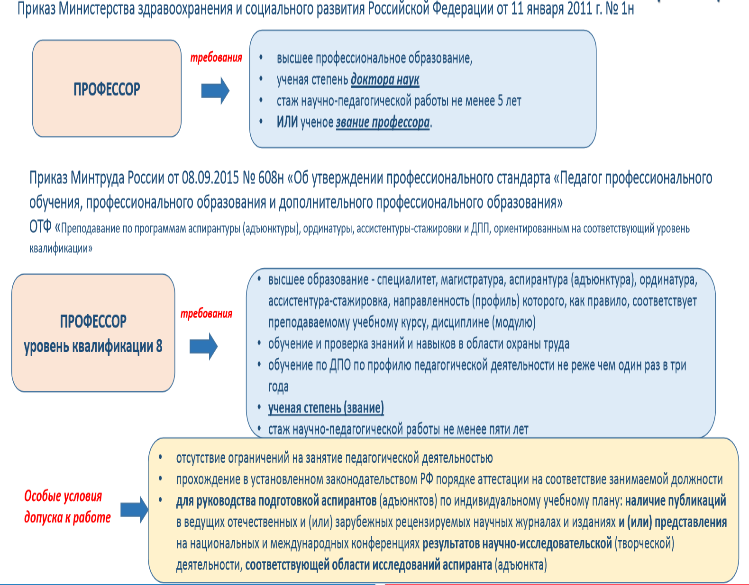 Приказ Министерства здравоохранения и социального развития Российской Федерации от 11 января 2011 г. № 1н
ПРОФЕССОР
требования
• высшее профессиональное образование,
• ученая степень доктора наук
• стаж научно-педагогической работы не менее 5 лет
• ИЛИ ученое звание профессора.
Приказ Минтруда России от 08.09.2015 № 608н «Об утверждении профессионального стандарта «Педагог профессионального
обучения, профессионального образования и дополнительного профессионального образования»
ОТФ «Преподавание по программам аспирантуры (адъюнктуры), ординатуры, ассистентуры-стажировки и ДПП, ориентированным на соответствующий уровень
квалификации»
ПРОФЕССОР
уровень квалификации 8
требования
• высшее образование - специалитет, магистратура, аспирантура (адъюнктура), ординатура,
ассистентура-стажировка, направленность (профиль) которого, как правило, соответствует
преподаваемому учебному курсу, дисциплине (модулю)
• обучение и проверка знаний и навыков в области охраны труда
• обучение по ДПО по профилю педагогической деятельности не реже чем один раз в три
года
• ученая степень (звание)
• стаж научно-педагогической работы не менее пяти лет
Особые условия
допуска к работе
• отсутствие ограничений на занятие педагогической деятельностью
• прохождение в установленном законодательством РФ порядке аттестации на соответствие занимаемой должности
• для руководства подготовкой аспирантов (адъюнктов) по индивидуальному учебному плану: наличие публикаций
в ведущих отечественных и (или) зарубежных рецензируемых научных журналах и изданиях и (или) представления
на национальных и международных конференциях результатов научно-исследовательской (творческой)
деятельности, соответствующей области исследований аспиранта (адъюнкта)